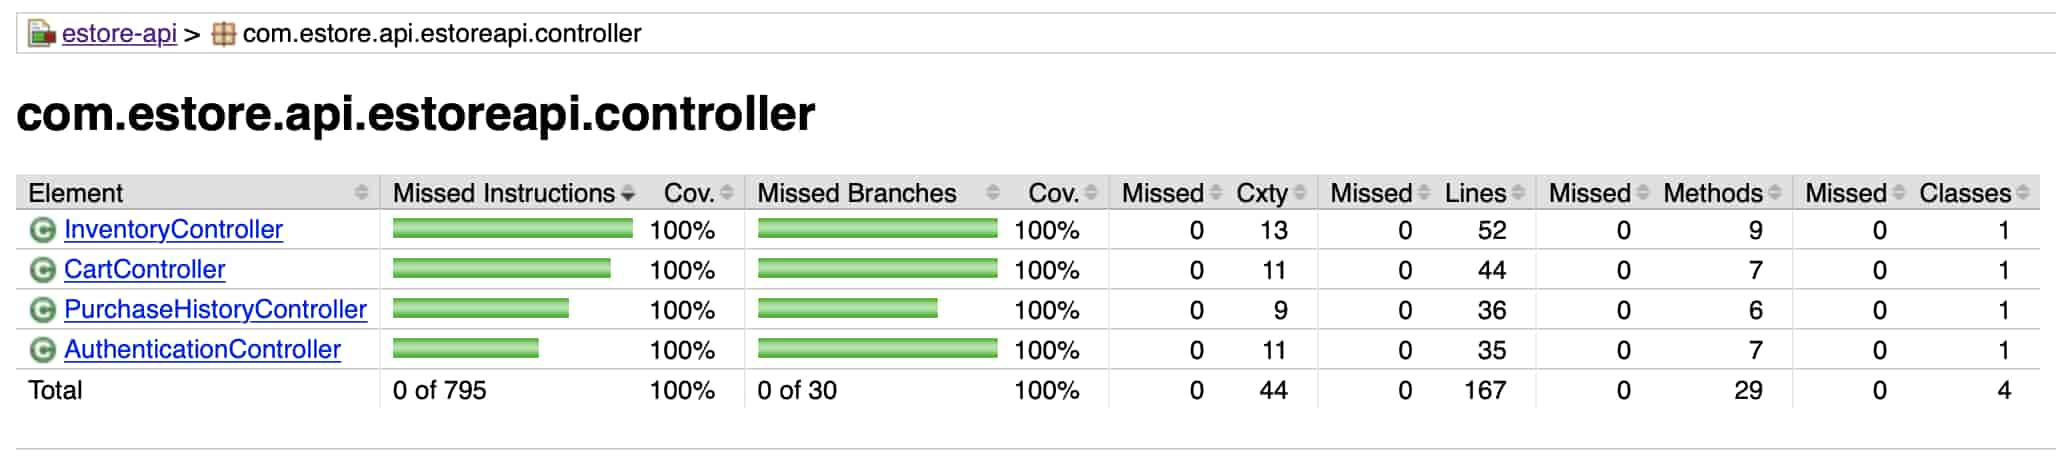 estore-api > com.estore.api.estoreapi.controller
com.estore.api.estoreapi.controller
Element Missed Instructions Cov. Missed Branches Cov. Missed Cxty Missed Lines Missed Methods Missed Classes
C InventoryController 100% 100% 0 13 0 52 0 9 0 1
C CartController 100% 100% 0 11 0 44 0 7 0 1
C PurchaseHistoryController 100% 100% 0 9 0 36 0 6 0 1
C AuthenticationController 100% 100% 0 11 0 35 0 7 0 1
Total 0 of 795 100% 0 of 30 100% 0 44 0 167 0 29 0 4